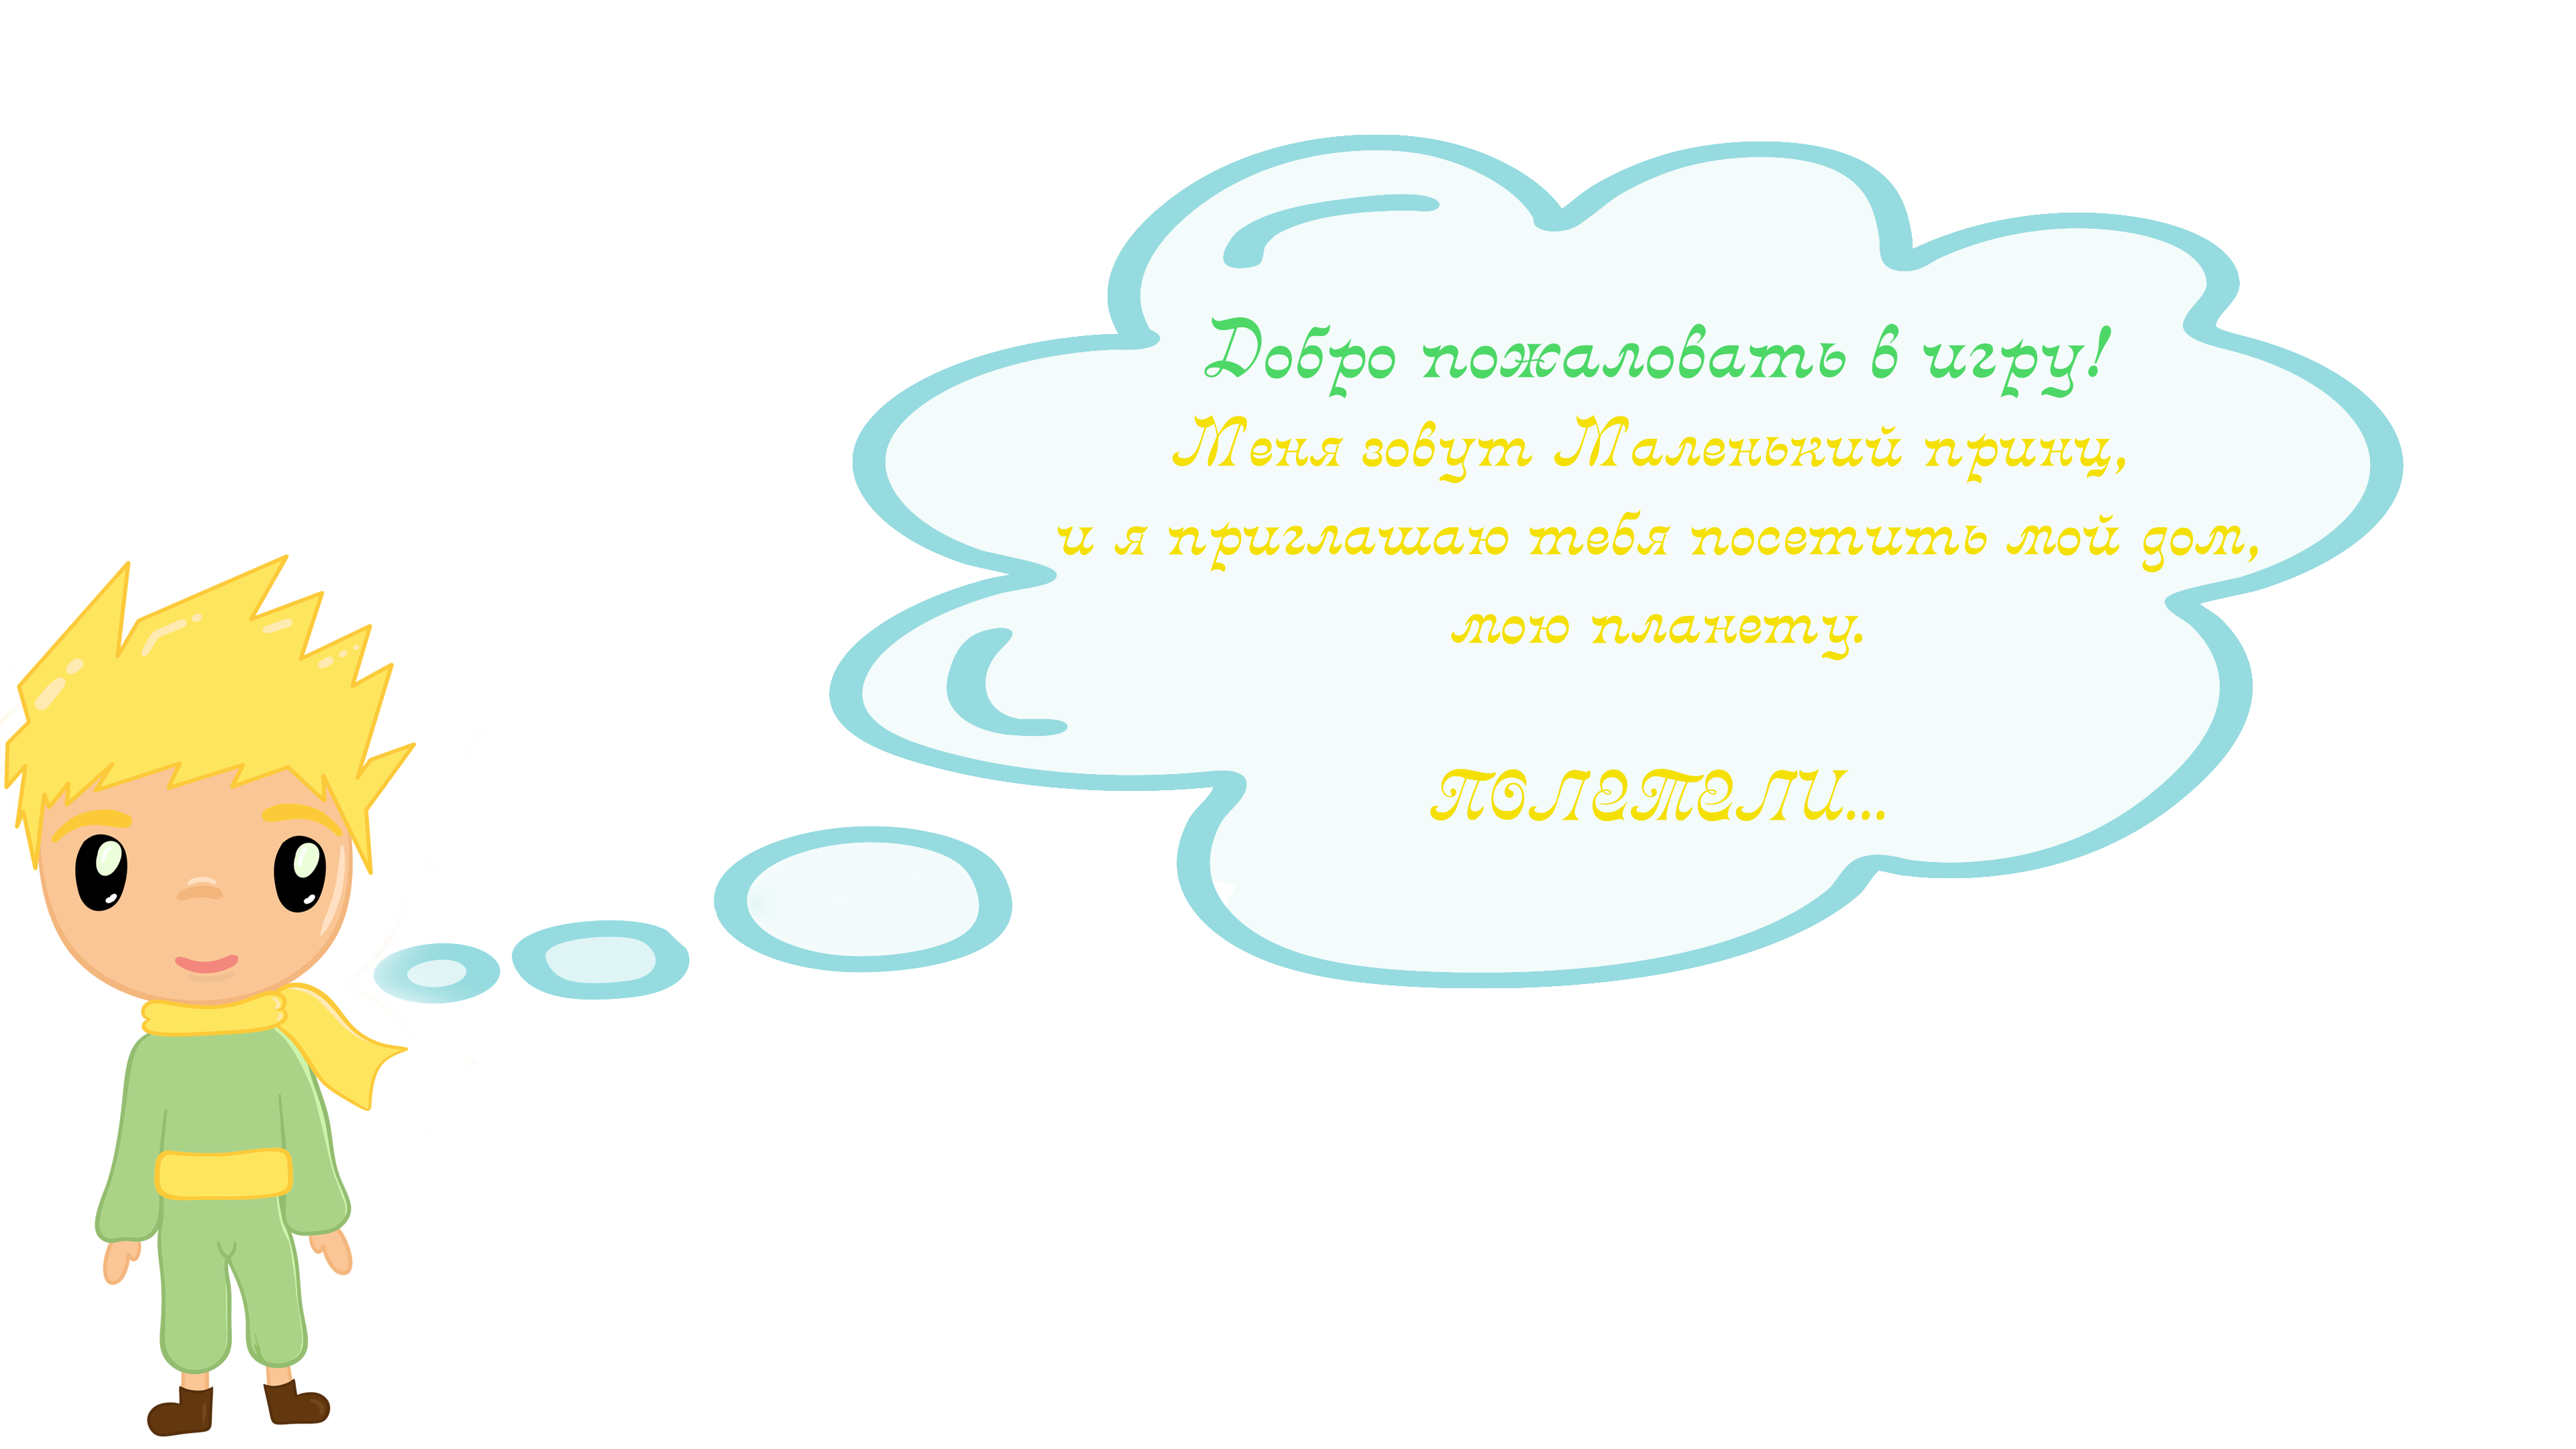 Добро пожаловать в игру!
Меня зовут Маленький принц,
и я приглашаю тебя посетить мой дом,
мою планету.
ПОЛЕТЕЛИ...